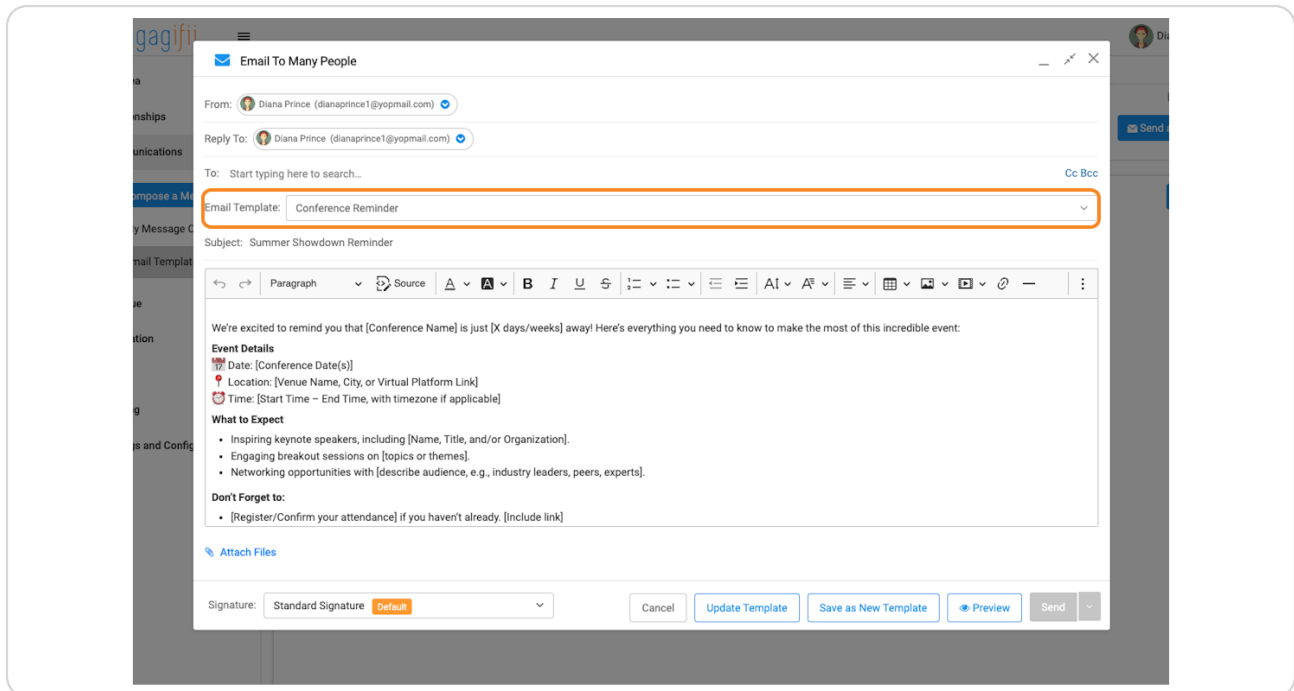 gagifii
Email To Many People
From: Diana Prince (dianaprince1@yopmail.com)
Reply To: Diana Prince (dianaprince1@yopmail.com)
To: Start typing here to search...
Cc Bcc
Email Template: Conference Reminder
Subject: Summer Showdown Reminder
Paragraph Source
We're excited to remind you that [Conference Name] is just [X days/weeks] away! Here's everything you need to know to make the most of this incredible event:
Event Details
📅 Date: [Conference Date(s)]
📍 Location: [Venue Name, City, or Virtual Platform Link]
⏰ Time: [Start Time – End Time, with timezone if applicable]
What to Expect
• Inspiring keynote speakers, including [Name, Title, and/or Organization].
• Engaging breakout sessions on [topics or themes].
• Networking opportunities with [describe audience, e.g., industry leaders, peers, experts].
Don't Forget to:
• [Register/Confirm your attendance] if you haven't already. [Include link]
Attach Files
Signature: Standard Signature Default
Cancel
Update Template
Save as New Template
Preview
Send
ea
onships
unications
ompose a Me
y Message C
mail Templat
ue
ation
g
gs and Config
Dia
Send a